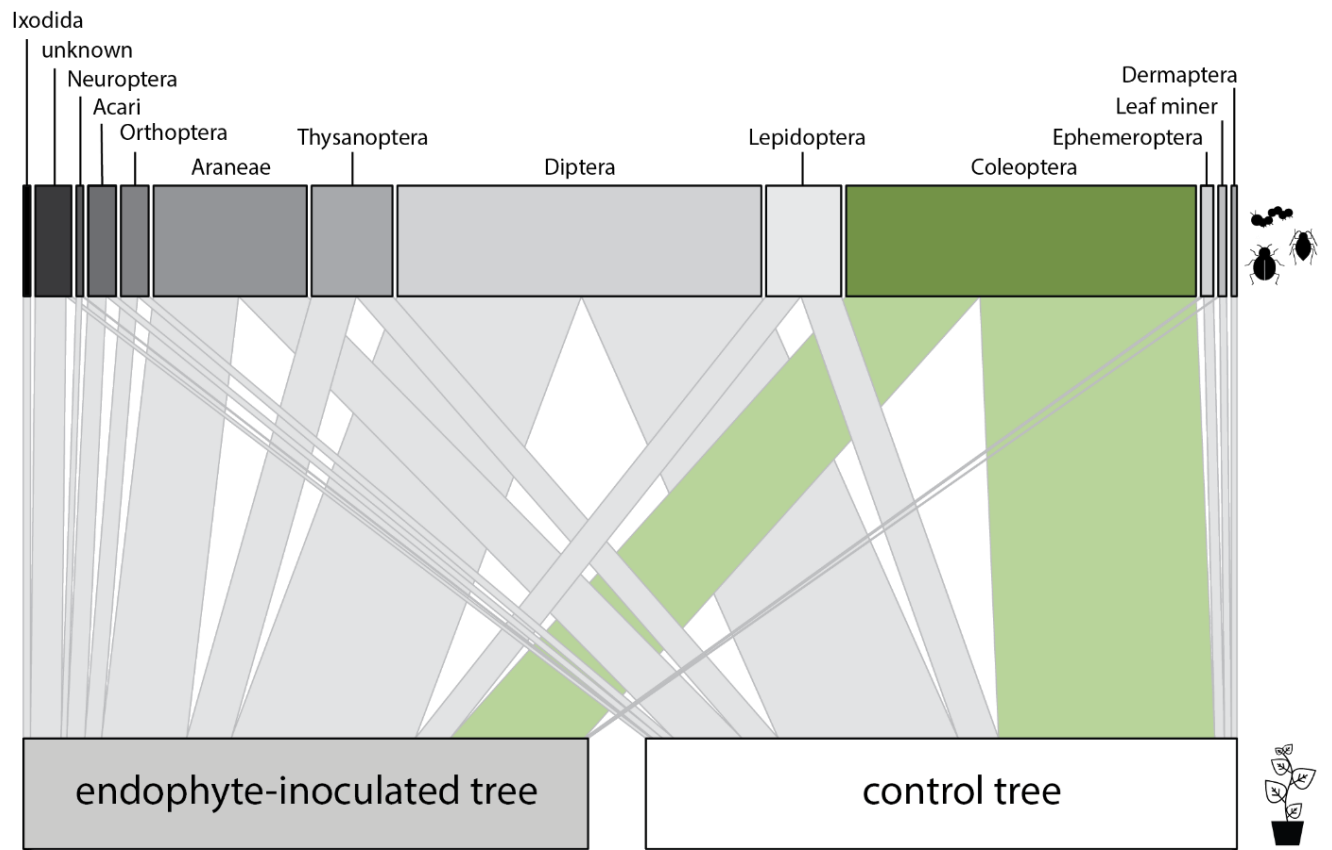 Ixodida
unknown
Neuroptera
Acari
Orthoptera
Araneae
Thysanoptera
Diptera
Lepidoptera
Coleoptera
Ephemeroptera
Leaf miner
Dermaptera
endophyte-inoculated tree
control tree